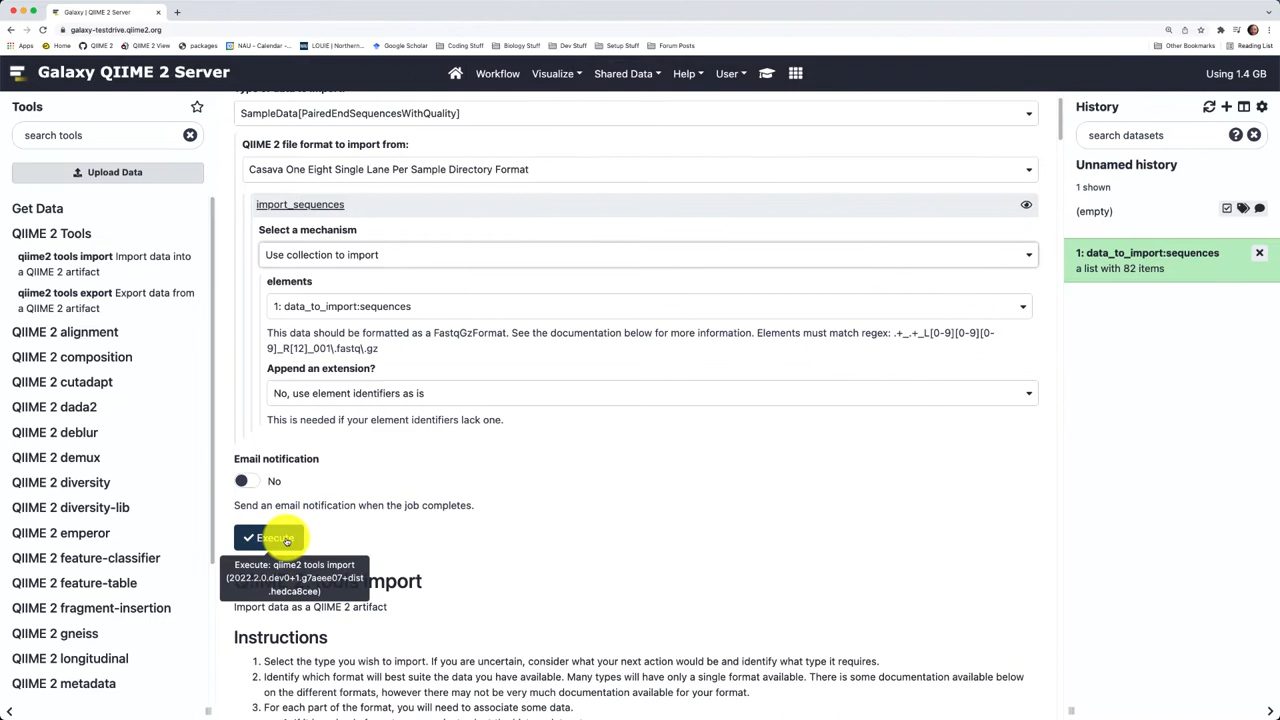 Galaxy | QIIME 2 Server
galaxy-testdrive.qiime2.org
Apps Home QIIME 2 QIIME 2 View packages NAU - Calendar -... LOUIE | Northern... Google Scholar Coding Stuff Biology Stuff Dev Stuff Setup Stuff Forum Posts Other Bookmarks Reading List
Galaxy QIIME 2 Server
Workflow Visualize Shared Data Help User
Using 1.4 GB
Tools
search tools
Upload Data
Get Data
QIIME 2 Tools
qiime2 tools import Import data into
a QIIME 2 artifact
qiime2 tools export Export data from
a QIIME 2 artifact
QIIME 2 alignment
QIIME 2 composition
QIIME 2 cutadapt
QIIME 2 dada2
QIIME 2 deblur
QIIME 2 demux
QIIME 2 diversity
QIIME 2 diversity-lib
QIIME 2 emperor
QIIME 2 feature-classifier
QIIME 2 feature-table
QIIME 2 fragment-insertion
QIIME 2 gneiss
QIIME 2 longitudinal
QIIME 2 metadata
SampleData[PairedEndSequencesWithQuality]
QIIME 2 file format to import from:
Casava One Eight Single Lane Per Sample Directory Format
import_sequences
Select a mechanism
Use collection to import
elements
1: data_to_import:sequences
This data should be formatted as a FastqGzFormat. See the documentation below for more information. Elements must match regex: .+_.+_L[0-9][0-9][0-
9]_R[12]_001\.fastq\.gz
Append an extension?
No, use element identifiers as is
This is needed if your element identifiers lack one.
Email notification
No
Send an email notification when the job completes.
Execute
Execute: qiime2 tools import
(2022.2.0.dev0+1.g7aeee07+dist
.hedca8cee)
import
Import data as a QIIME 2 artifact
Instructions
1. Select the type you wish to import. If you are uncertain, consider what your next action would be and identify what type it requires.
2. Identify which format will best suite the data you have available. Many types will have only a single format available. There is some documentation available below
on the different formats, however there may not be very much documentation available for your format.
3. For each part of the format, you will need to associate some data.
History
search datasets
Unnamed history
1 shown
(empty)
1: data_to_import:sequences
a list with 82 items